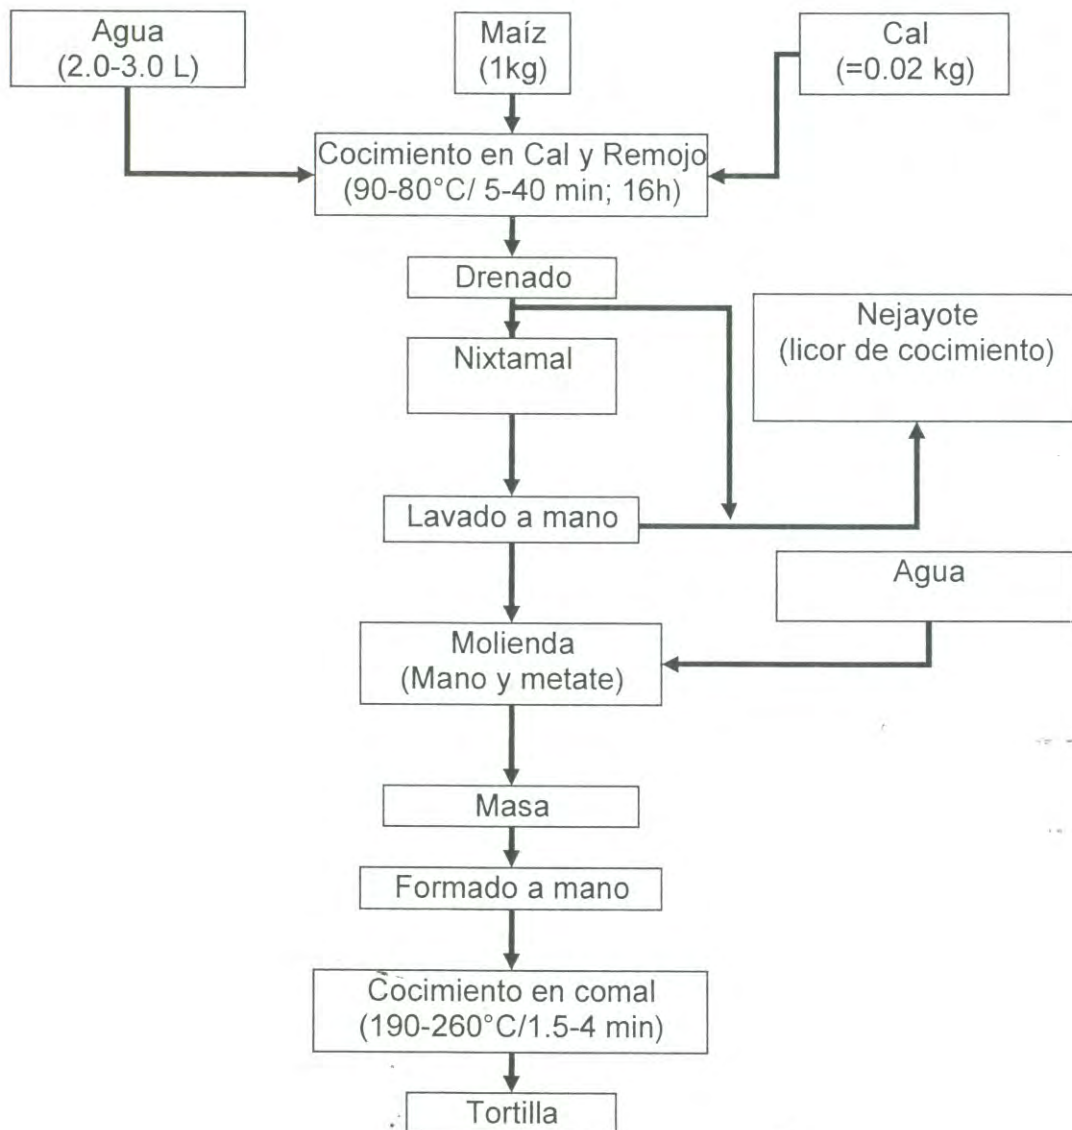 Agua
(2.0-3.0 L)
Maíz
(1kg)
Cal
(=0.02 kg)
Cocimiento en Cal y Remojo
(90-80°C/ 5-40 min; 16h)
Drenado
Nejayote
(licor de cocimiento)
Nixtamal
Lavado a mano
Agua
Molienda
(Mano y metate)
Masa
Formado a mano
Cocimiento en comal
(190-260°C/1.5-4 min)
Tortilla